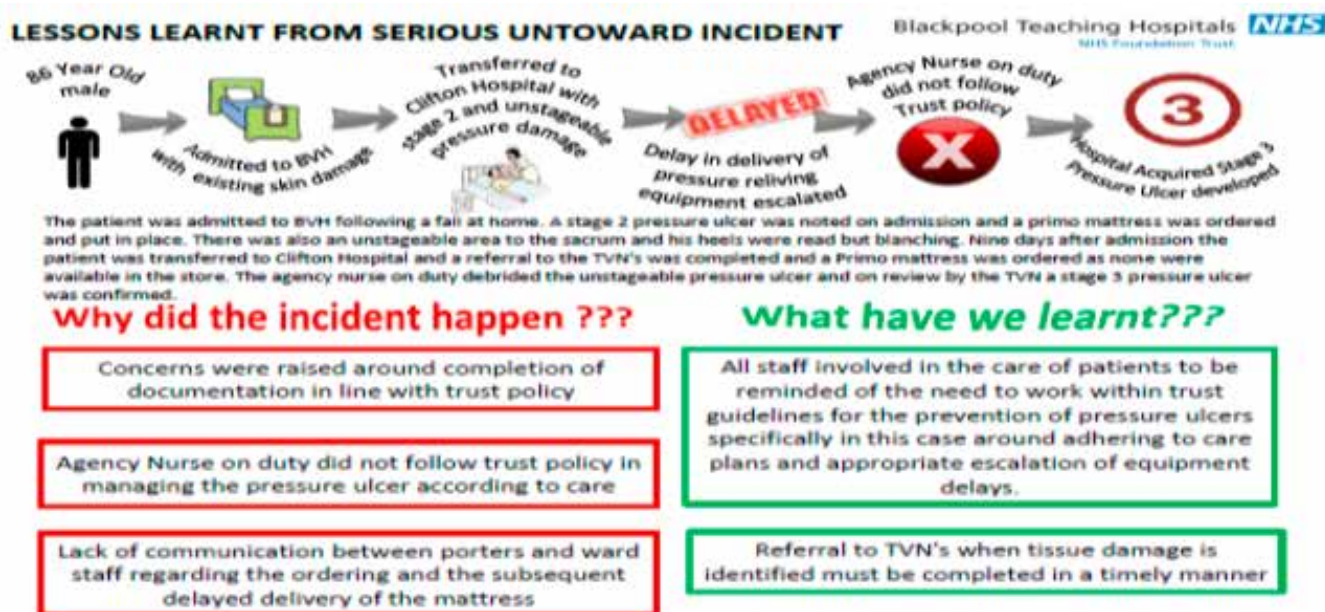 LESSONS LEARNT FROM SERIOUS UNTOWARD INCIDENT
Blackpool Teaching Hospitals NHS
NHS Foundation Trust
86 Year Old
male
Admitted to BVH
with existing skin damage
Transferred to
Clifton Hospital with
stage 2 and unstageable
pressure damage
DELAYED
Delay in delivery of
pressure reliving
equipment escalated
Agency Nurse on duty
did not follow
Trust policy
X
3
Hospital Acquired Stage 3
Pressure Ulcer developed
The patient was admitted to BVH following a fall at home. A stage 2 pressure ulcer was noted on admission and a primo mattress was ordered
and put in place. There was also an unstageable area to the sacrum and his heels were read but blanching. Nine days after admission the
patient was transferred to Clifton Hospital and a referral to the TVN's was completed and a Primo mattress was ordered as none were
available in the store. The agency nurse on duty debrided the unstageable pressure ulcer and on review by the TVN a stage 3 pressure ulcer
was confirmed.
Why did the incident happen ???
Concerns were raised around completion of
documentation in line with trust policy
Agency Nurse on duty did not follow trust policy in
managing the pressure ulcer according to care
Lack of communication between porters and ward
staff regarding the ordering and the subsequent
delayed delivery of the mattress
What have we learnt???
All staff involved in the care of patients to be
reminded of the need to work within trust
guidelines for the prevention of pressure ulcers
specifically in this case around adhering to care
plans and appropriate escalation of equipment
delays.
Referral to TVN's when tissue damage is
identified must be completed in a timely manner